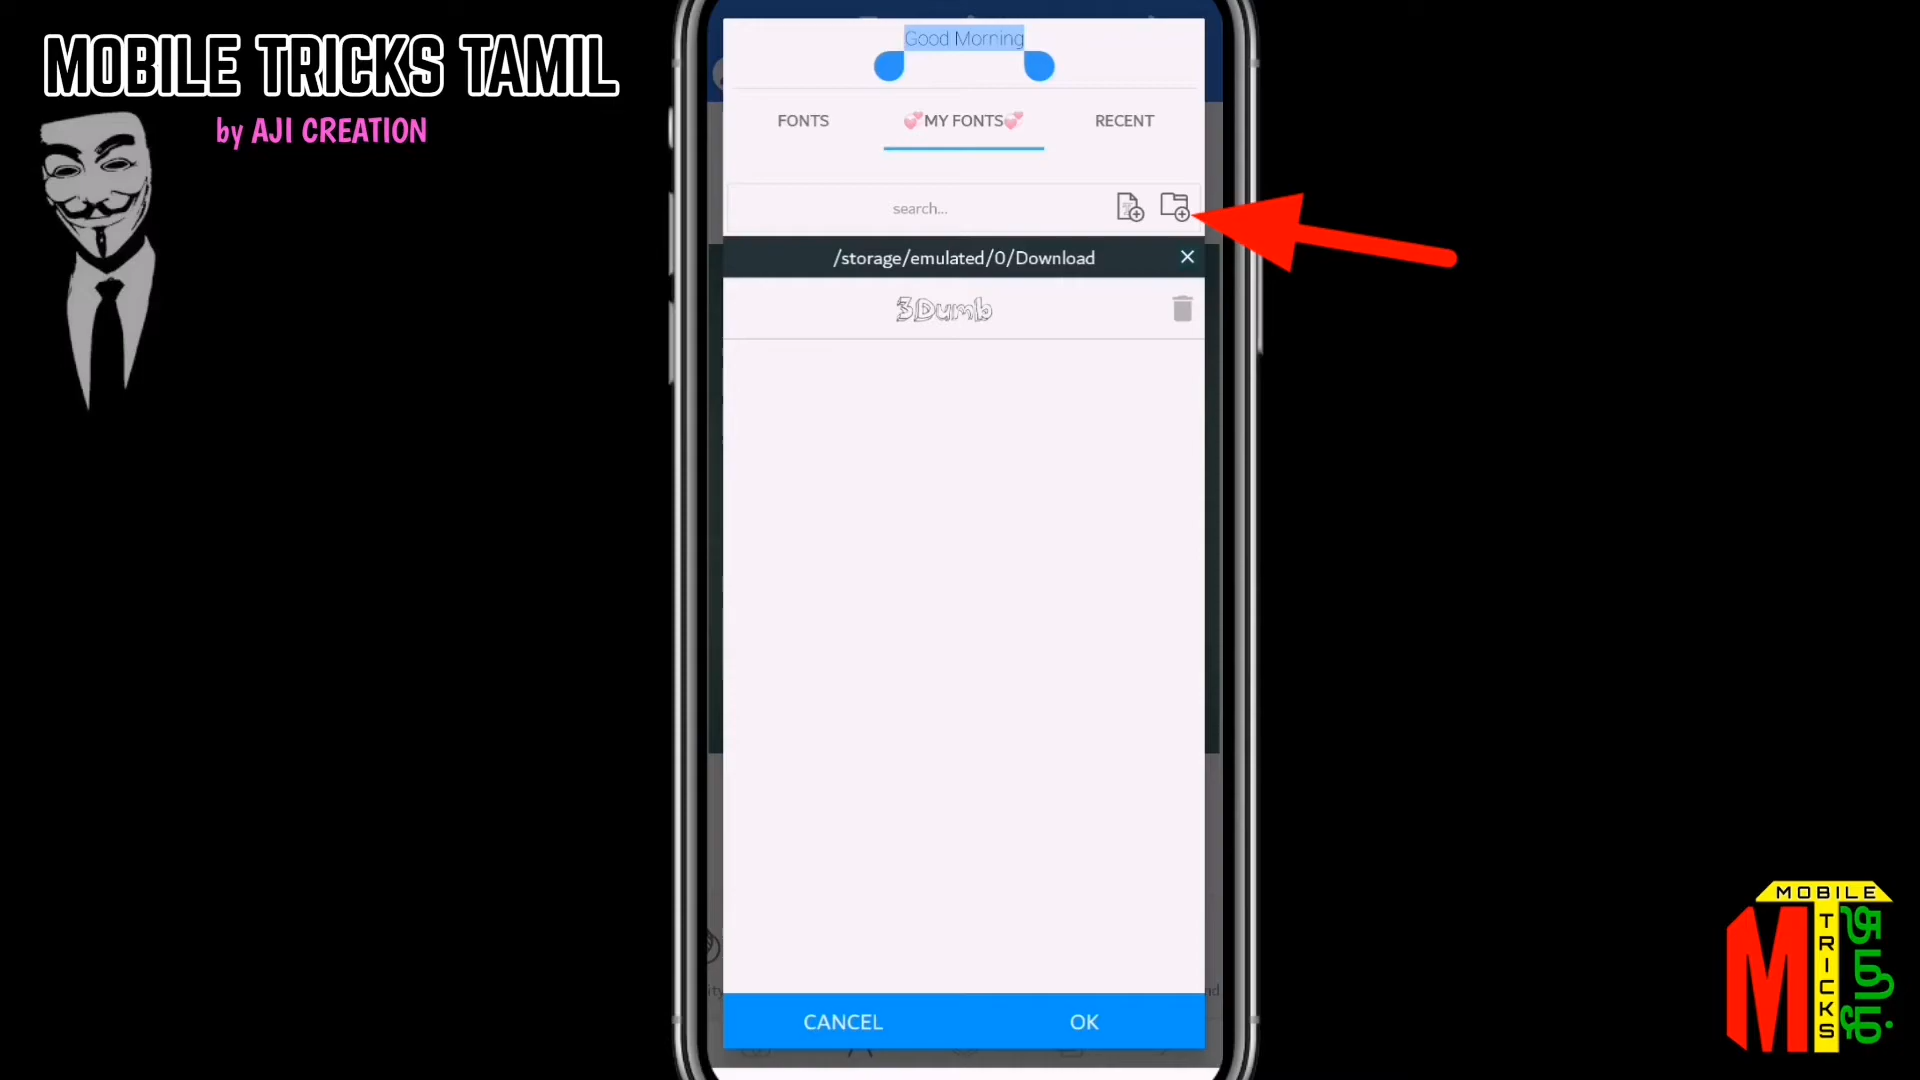 MOBILE TRICKS TAMIL
by AJI CREATION
Good Morning
FONTS
💞MY FONTS💞
RECENT
search...
/storage/emulated/0/Download
3Dumb
CANCEL
OK
MOBILE
TRICKS
தமிழ்
M